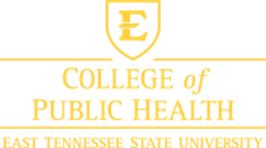 E
COLLEGE of
PUBLIC HEALTH
EAST TENNESSEE STATE UNIVERSITY